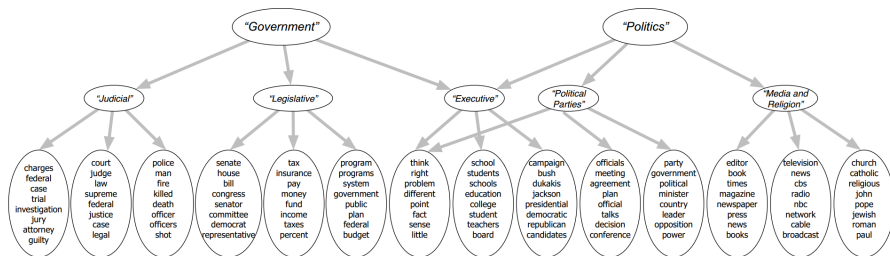 "Government"
"Politics"
"Judicial"
"Legislative"
"Executive"
"Political
Parties"
"Media and
Religion"
charges
federal
case
trial
investigation
jury
attorney
guilty
court
judge
law
supreme
federal
justice
case
legal
police
man
fire
killed
death
officer
officers
shot
senate
house
bill
congress
senator
committee
democrat
representative
tax
insurance
pay
money
fund
income
taxes
percent
program
programs
system
government
public
plan
federal
budget
think
right
problem
different
point
fact
sense
little
school
students
schools
education
college
student
teachers
board
campaign
bush
dukakis
jackson
presidential
democratic
republican
candidates
officials
meeting
agreement
plan
official
talks
decision
conference
party
government
political
minister
country
leader
opposition
power
editor
book
times
magazine
newspaper
press
news
books
television
news
cbs
radio
nbc
network
cable
broadcast
church
catholic
religious
john
pope
jewish
roman
paul